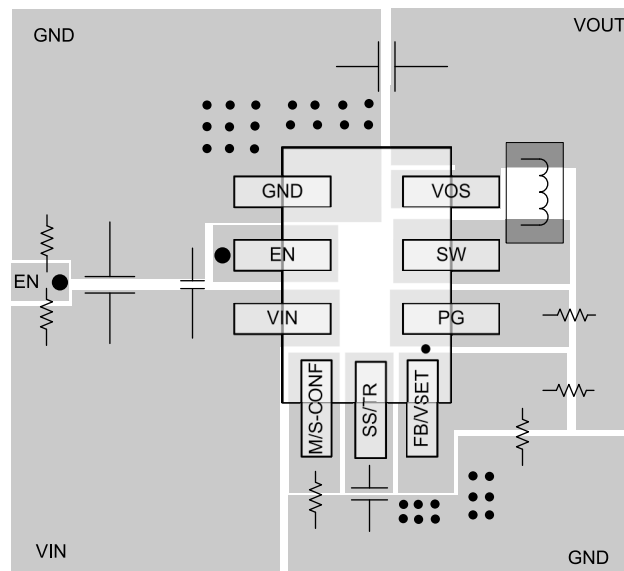 GND
VOUT
GND
VOS
EN
SW
EN
VIN
PG
M/S-CONF
SS/TR
FB/VSET
VIN
GND